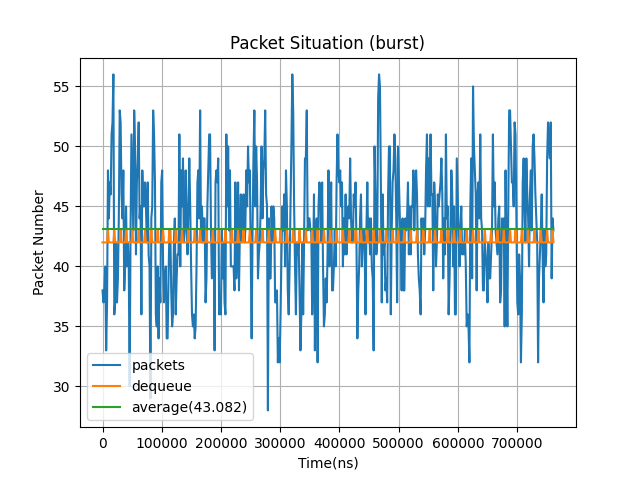 Packet Situation (burst)
Packet Number
55
50
45
40
35
30
packets
dequeue
average(43.082)
0 100000 200000 300000 400000 500000 600000 700000
Time(ns)